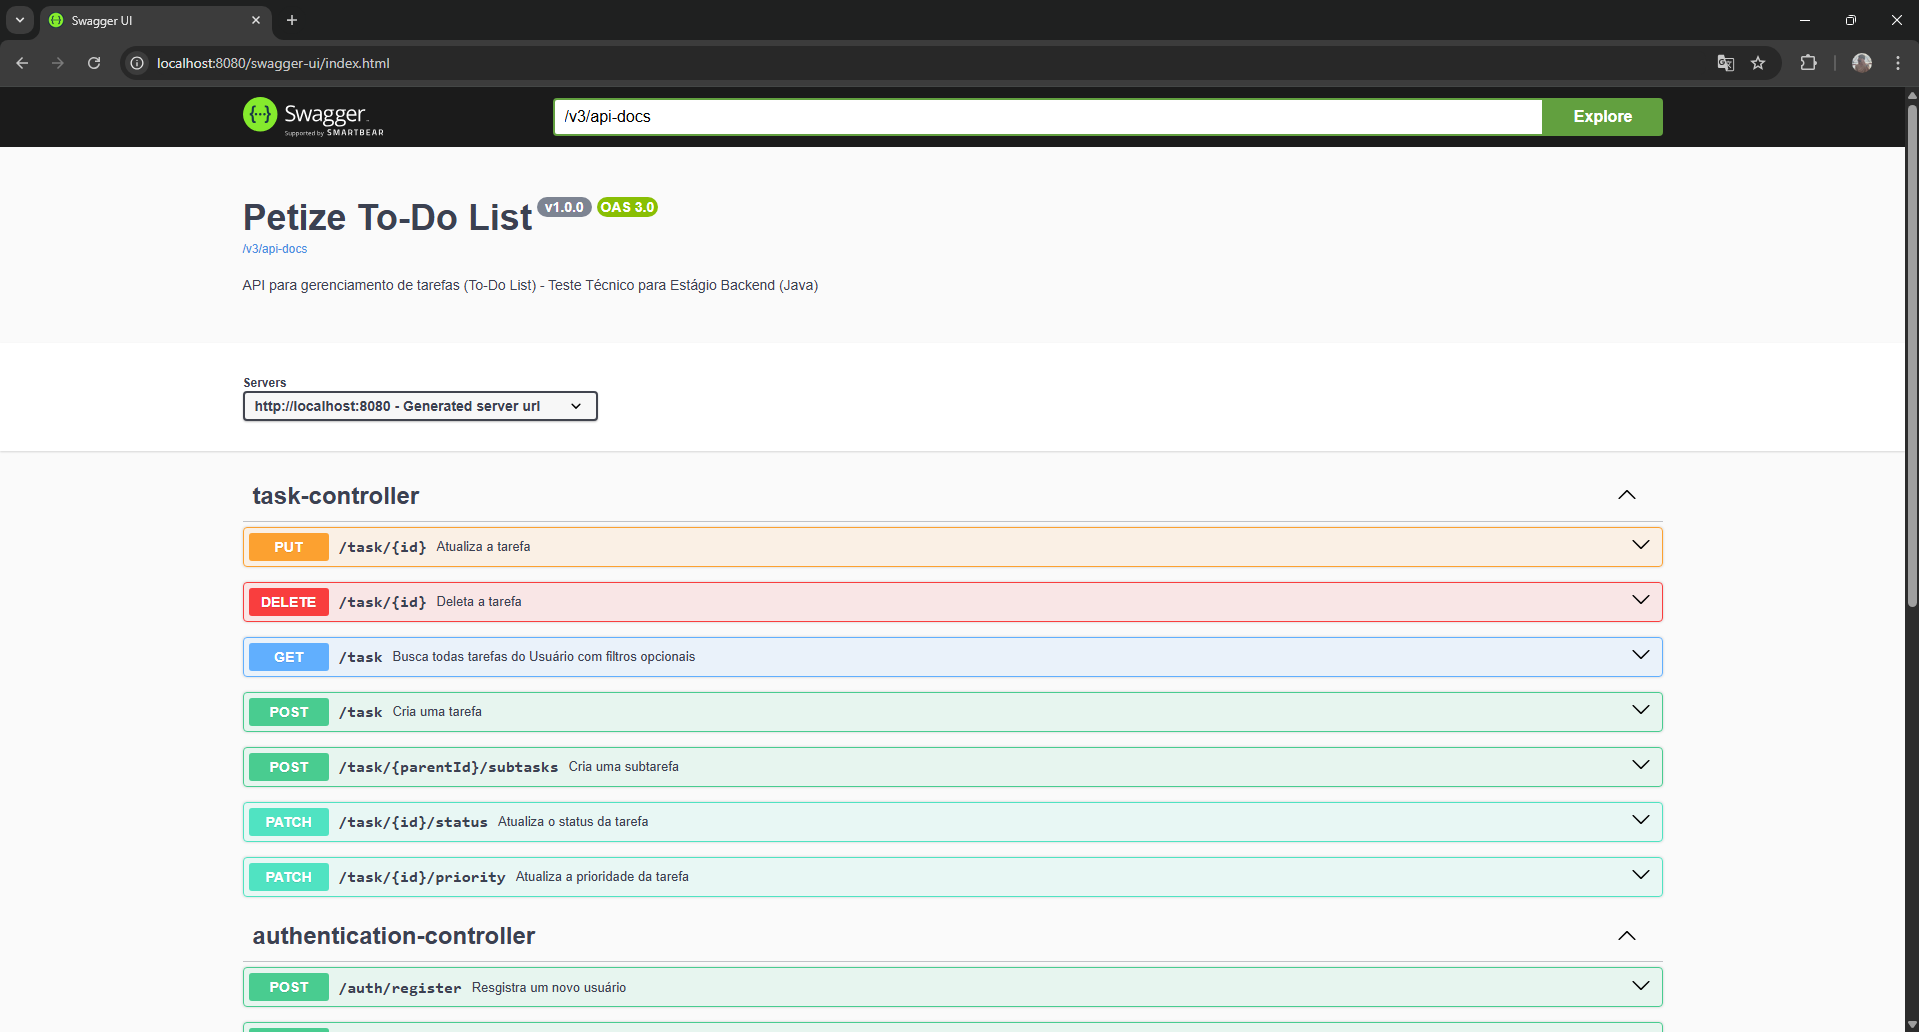 Swagger UI
localhost:8080/swagger-ui/index.html
Swagger
Supported by SMARTBEAR
/v3/api-docs
Explore
Petize To-Do List v1.0.0 OAS 3.0
/v3/api-docs
API para gerenciamento de tarefas (To-Do List) - Teste Técnico para Estágio Backend (Java)
Servers
http://localhost:8080 - Generated server url
task-controller
PUT /task/{id} Atualiza a tarefa
DELETE /task/{id} Deleta a tarefa
GET /task Busca todas tarefas do Usuário com filtros opcionais
POST /task Cria uma tarefa
POST /task/{parentId}/subtasks Cria uma subtarefa
PATCH /task/{id}/status Atualiza o status da tarefa
PATCH /task/{id}/priority Atualiza a prioridade da tarefa
authentication-controller
POST /auth/register Resgistra um novo usuário